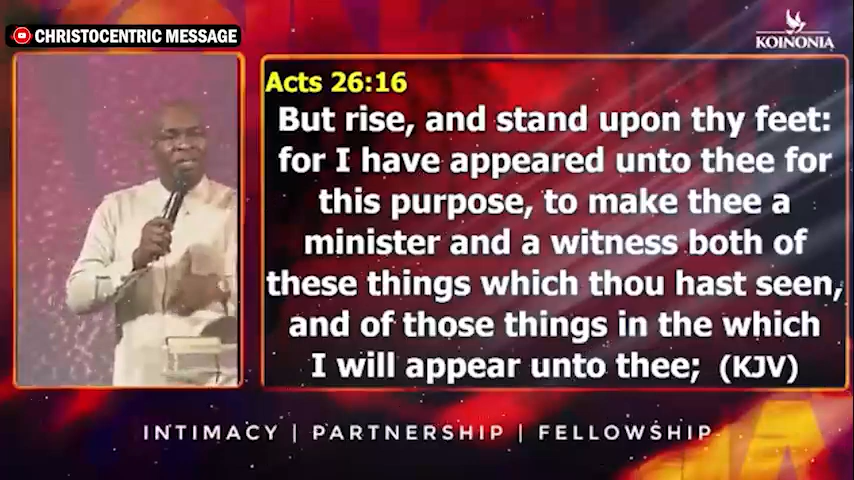 CHRISTOCENTRIC MESSAGE
KOINONIA
Acts 26:16
But rise, and stand upon thy feet:
for I have appeared unto thee for
this purpose, to make thee a
minister and a witness both of
these things which thou hast seen,
and of those things in the which
I will appear unto thee; (KJV)
INTIMACY | PARTNERSHIP | FELLOWSHIP